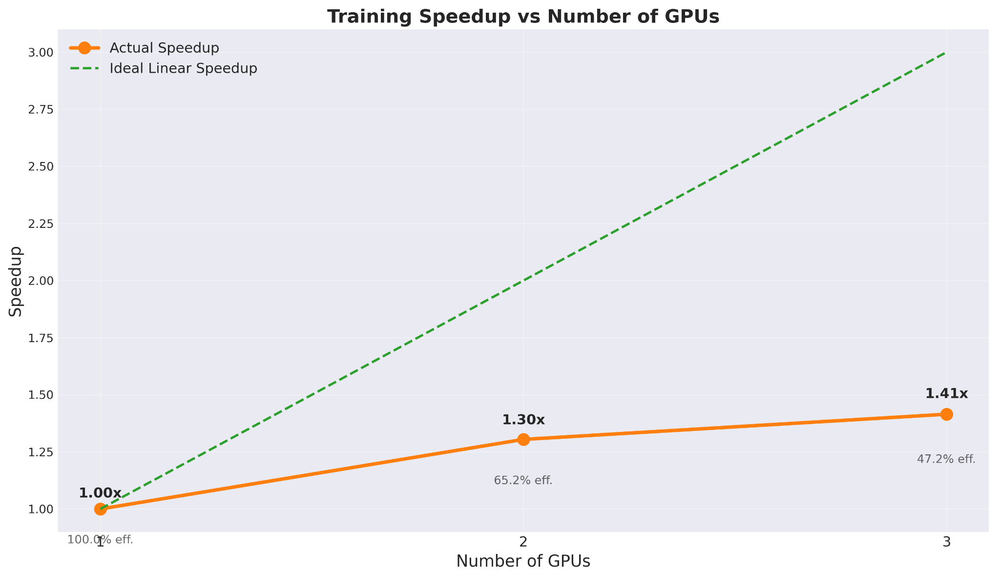 Training Speedup vs Number of GPUs
Actual Speedup
Ideal Linear Speedup
Speedup
3.00
2.75
2.50
2.25
2.00
1.75
1.50
1.25
1.00
1.00x
1.30x
1.41x
100.0% eff.
65.2% eff.
47.2% eff.
1
2
3
Number of GPUs